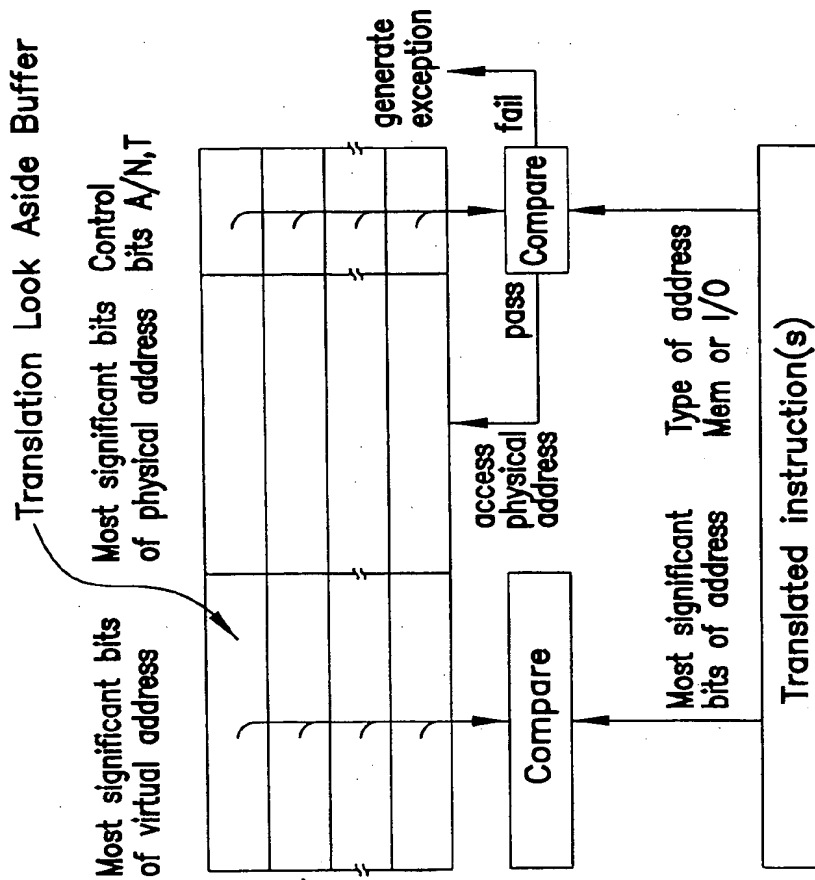 Translation Look Aside Buffer
Most significant bits
of virtual address
Most significant bits
of physical address
Control
bits A/N,T
generate
exception
fail
pass
access
physical
address
Compare
Compare
Most significant
bits of address
Type of address
Mem or I/O
Translated instruction(s)